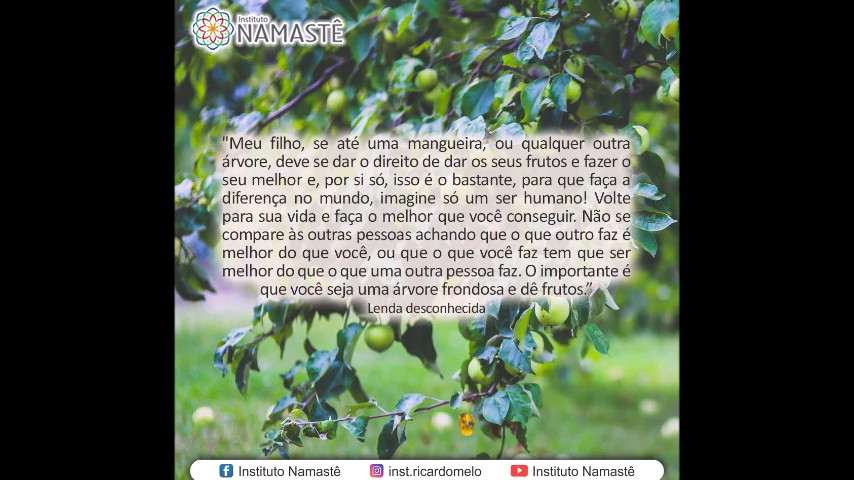 Instituto
NAMASTÊ
"Meu filho, se até uma mangueira, ou qualquer outra
árvore, deve se dar o direito de dar os seus frutos e fazer o
seu melhor e, por si só, isso é o bastante, para que faça a
diferença no mundo, imagine só um ser humano! Volte
para sua vida e faça o melhor que você conseguir. Não se
compare às outras pessoas achando que o que outro faz é
melhor do que você, ou que o que você faz tem que ser
melhor do que o que uma outra pessoa faz. O importante é
que você seja uma árvore frondosa e dê frutos.”
Lenda desconhecida
Instituto Namastê inst.ricardomelo Instituto Namastê